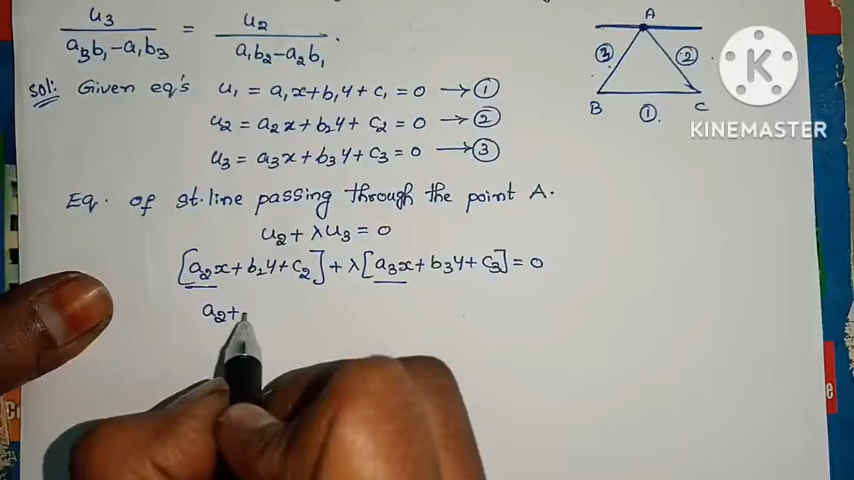 u₃ / a₃b₁-a₁b₃ = u₂ / a₁b₂-a₂b₁.
Sol: Given eq's u₁ = a₁x+b₁y+c₁ = 0 → ①
u₂ = a₂x+b₂y+c₂ = 0 → ②
u₃ = a₃x+b₃y+c₃ = 0 → ③
A
③ ②
B ① C
K
KINEMASTER
Eq. of st.line passing through the point A.
u₂+λu₃ = 0
[a₂x+b₂y+c₂]+λ[a₃x+b₃y+c₃] = 0
a₂+